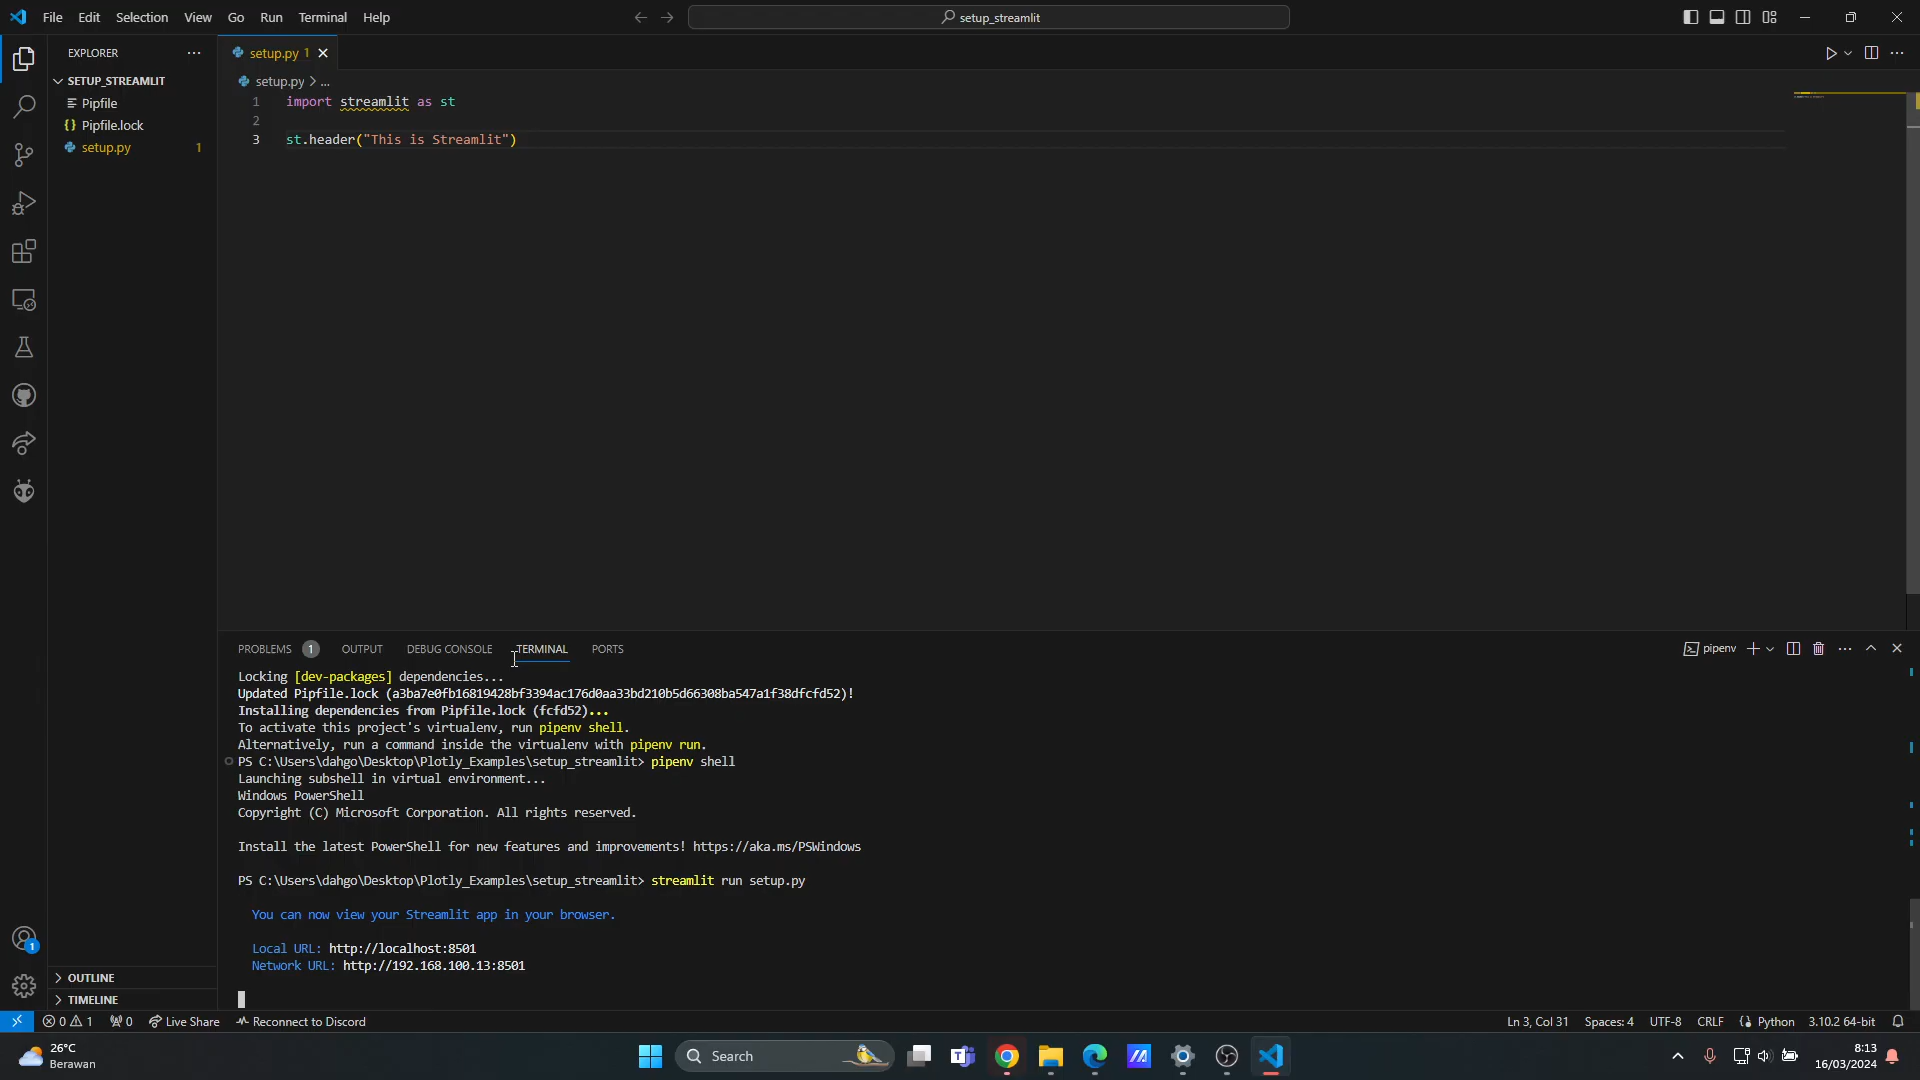 File Edit Selection View Go Run Terminal Help
setup_streamlit
EXPLORER
SETUP_STREAMLIT
Pipfile
Pipfile.lock
setup.py 1
setup.py 1
setup.py > ...
1 import streamlit as st
2
3 st.header("This is Streamlit")
PROBLEMS 1 OUTPUT DEBUG CONSOLE TERMINAL PORTS
pipenv
Locking [dev-packages] dependencies...
Updated Pipfile.lock (a3ba7e0fb16819428bf3394ac176d0aa33bd210b5d66308ba547a1f38dfcfd52)!
Installing dependencies from Pipfile.lock (fcfd52)...
To activate this project's virtualenv, run pipenv shell.
Alternatively, run a command inside the virtualenv with pipenv run.
PS C:\Users\dahgo\Desktop\Plotly_Examples\setup_streamlit> pipenv shell
Launching subshell in virtual environment...
Windows PowerShell
Copyright (C) Microsoft Corporation. All rights reserved.
Install the latest PowerShell for new features and improvements! https://aka.ms/PSWindows
PS C:\Users\dahgo\Desktop\Plotly_Examples\setup_streamlit> streamlit run setup.py
You can now view your Streamlit app in your browser.
Local URL: http://localhost:8501
Network URL: http://192.168.100.13:8501
1
OUTLINE
TIMELINE
0 1 0 Live Share Reconnect to Discord
Ln 3, Col 31 Spaces: 4 UTF-8 CRLF Python 3.10.2 64-bit
26°C
Berawan
Search
8:13
16/03/2024